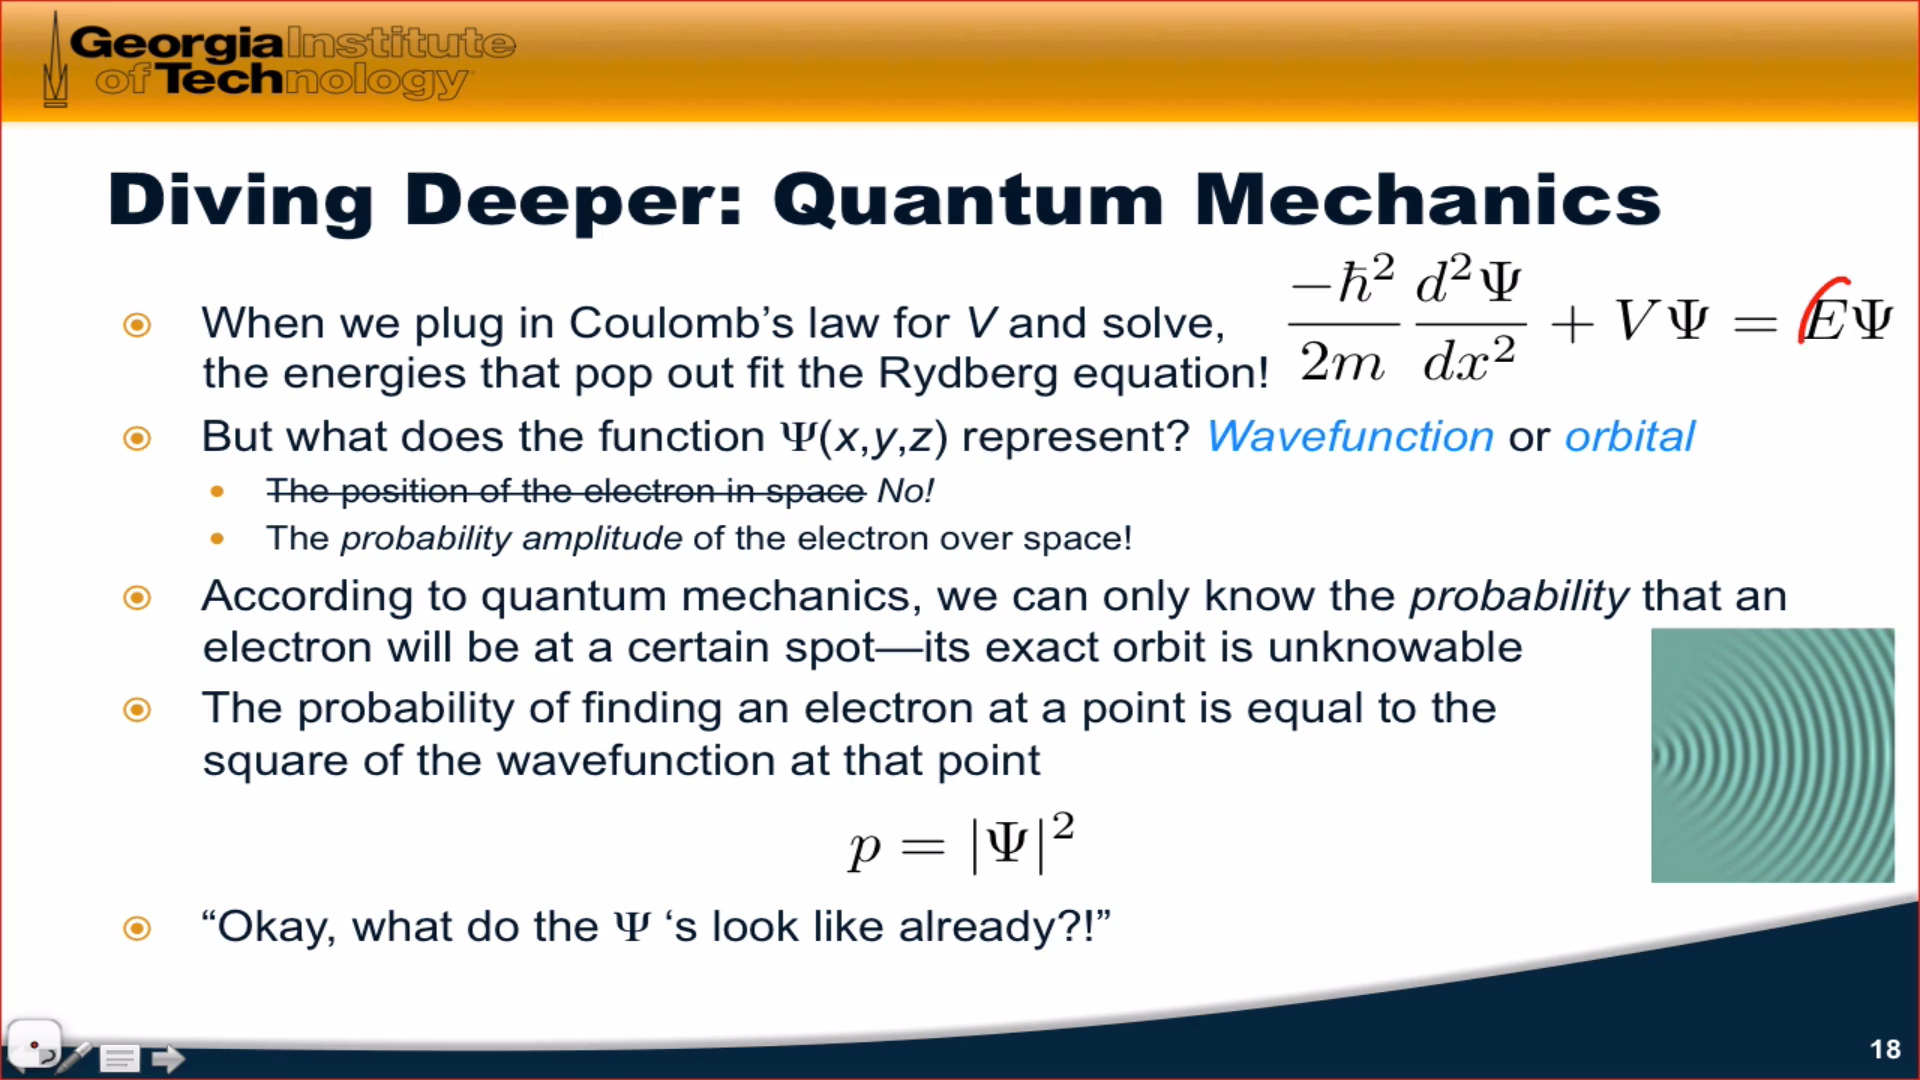 Georgia Institute
of Technology
Diving Deeper: Quantum Mechanics
When we plug in Coulomb’s law for V and solve,
the energies that pop out fit the Rydberg equation!
−ħ²/2m d²Ψ/dx² + VΨ = EΨ
But what does the function Ψ(x,y,z) represent? Wavefunction or orbital
The position of the electron in space No!
The probability amplitude of the electron over space!
According to quantum mechanics, we can only know the probability that an
electron will be at a certain spot—its exact orbit is unknowable
The probability of finding an electron at a point is equal to the
square of the wavefunction at that point
p = |Ψ|²
“Okay, what do the Ψ ‘s look like already?!”
18